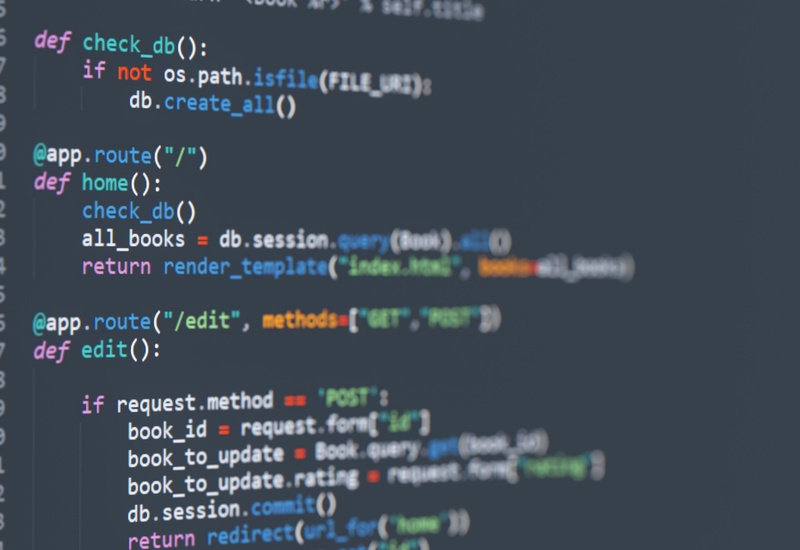 '<Book %r>' % self.title
def check_db():
if not os.path.isfile(FILE_URI):
db.create_all()
@app.route("/")
def home():
check_db()
all_books = db.session.query(Book).all()
return render_template("index.html", books=all_books)
@app.route("/edit", methods=["GET","POST"])
def edit():
if request.method == 'POST':
book_id = request.form["id"]
book_to_update = Book.query.get(book_id)
book_to_update.rating = request.form["rating"]
db.session.commit()
return redirect(url_for('home'))